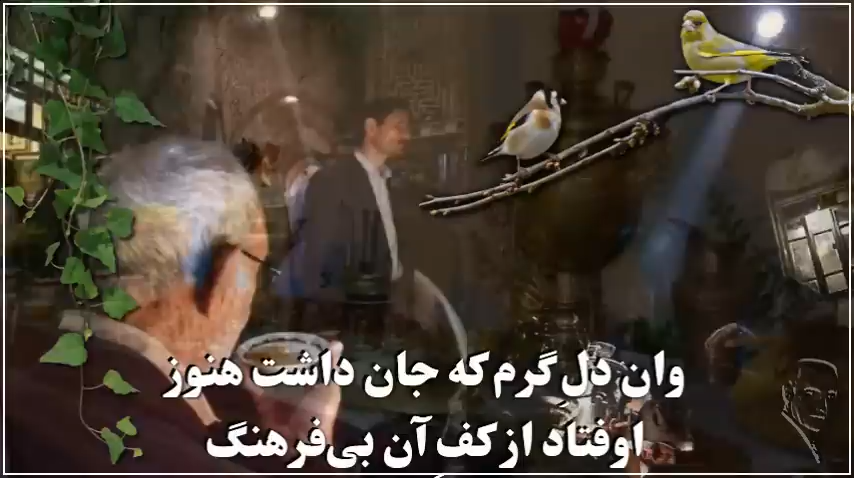 وان دلِ گرم که جان داشت هنوز
اوفتاد از کف آن بی‌فرهنگ